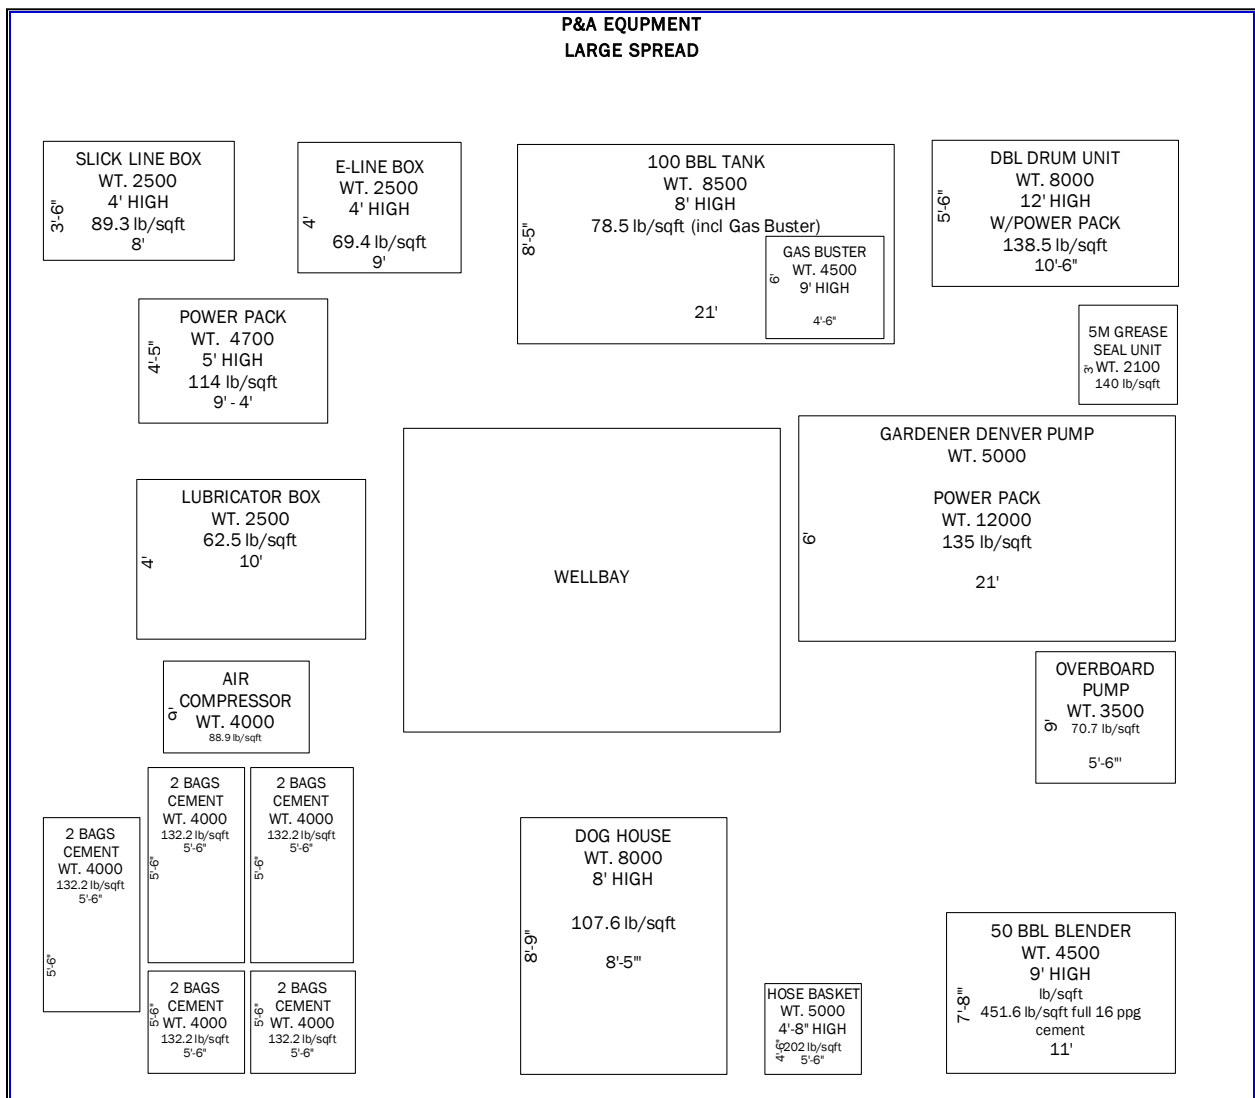 P&A EQUPMENT
LARGE SPREAD
SLICK LINE BOX
WT. 2500
4' HIGH
89.3 lb/sqft
8'
3'-6"
E-LINE BOX
WT. 2500
4' HIGH
69.4 lb/sqft
9'
4'
100 BBL TANK
WT. 8500
8' HIGH
78.5 lb/sqft (incl Gas Buster)
21'
8'-5"
GAS BUSTER
WT. 4500
9' HIGH
4'-6"
6'
DBL DRUM UNIT
WT. 8000
12' HIGH
W/POWER PACK
138.5 lb/sqft
10'-6"
5'-6"
POWER PACK
WT. 4700
5' HIGH
114 lb/sqft
9' - 4'
4'-5"
5M GREASE
SEAL UNIT
WT. 2100
140 lb/sqft
3'
GARDENER DENVER PUMP
WT. 5000
POWER PACK
WT. 12000
135 lb/sqft
21'
6'
LUBRICATOR BOX
WT. 2500
62.5 lb/sqft
10'
4'
WELLBAY
AIR
COMPRESSOR
WT. 4000
88.9 lb/sqft
9'
OVERBOARD
PUMP
WT. 3500
70.7 lb/sqft
5'-6'"
9'
2 BAGS
CEMENT
WT. 4000
132.2 lb/sqft
5'-6"
5'-6"
2 BAGS
CEMENT
WT. 4000
132.2 lb/sqft
5'-6"
5'-6"
2 BAGS
CEMENT
WT. 4000
132.2 lb/sqft
5'-6"
5'-6"
DOG HOUSE
WT. 8000
8' HIGH
107.6 lb/sqft
8'-5'"
8'-9"
50 BBL BLENDER
WT. 4500
9' HIGH
lb/sqft
451.6 lb/sqft full 16 ppg
cement
11'
7'-8'"
2 BAGS
CEMENT
WT. 4000
132.2 lb/sqft
5'-6"
5'-6"
2 BAGS
CEMENT
WT. 4000
132.2 lb/sqft
5'-6"
5'-6"
HOSE BASKET
WT. 5000
4'-8" HIGH
202 lb/sqft
5'-6"
4'-6"